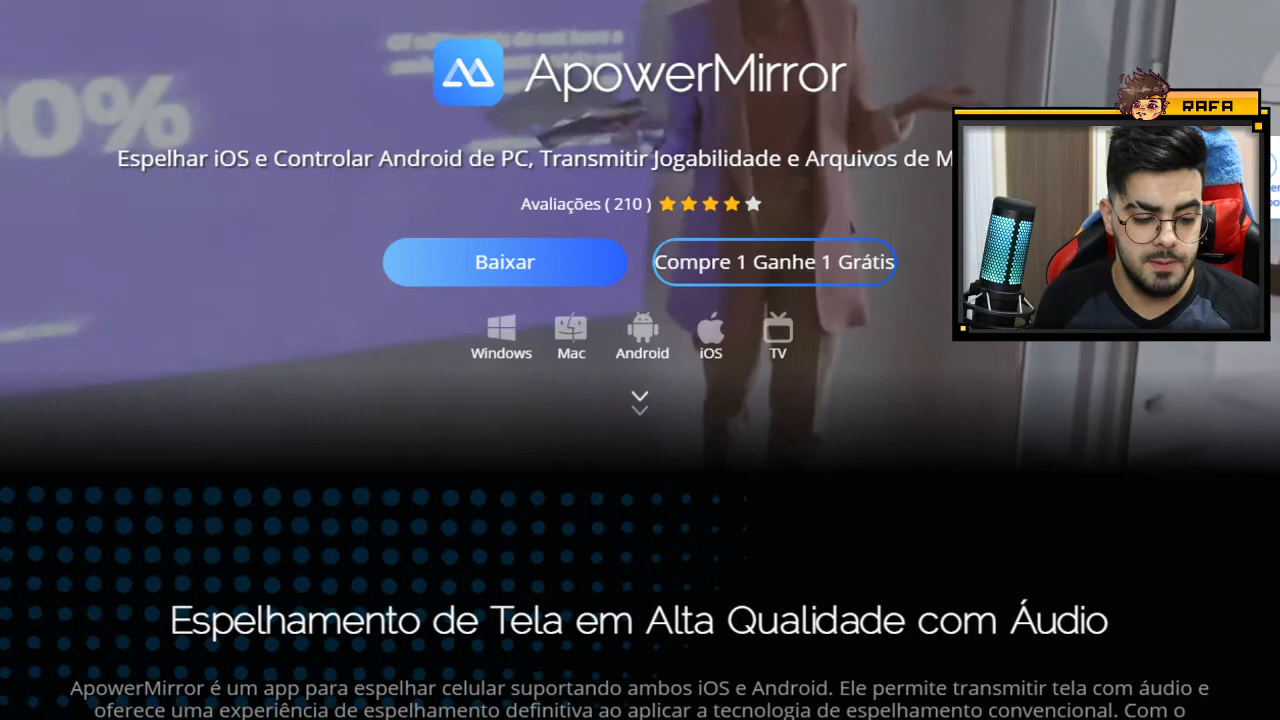 0%
ApowerMirror
RAFA
Espelhar iOS e Controlar Android de PC, Transmitir Jogabilidade e Arquivos de M
Avaliações ( 210 )
Baixar
Compre 1 Ganhe 1 Grátis
Windows
Mac
Android
iOS
TV
Espelhamento de Tela em Alta Qualidade com Áudio
ApowerMirror é um app para espelhar celular suportando ambos iOS e Android. Ele permite transmitir tela com áudio e
oferece uma experiência de espelhamento definitiva ao aplicar a tecnologia de espelhamento convencional. Com o